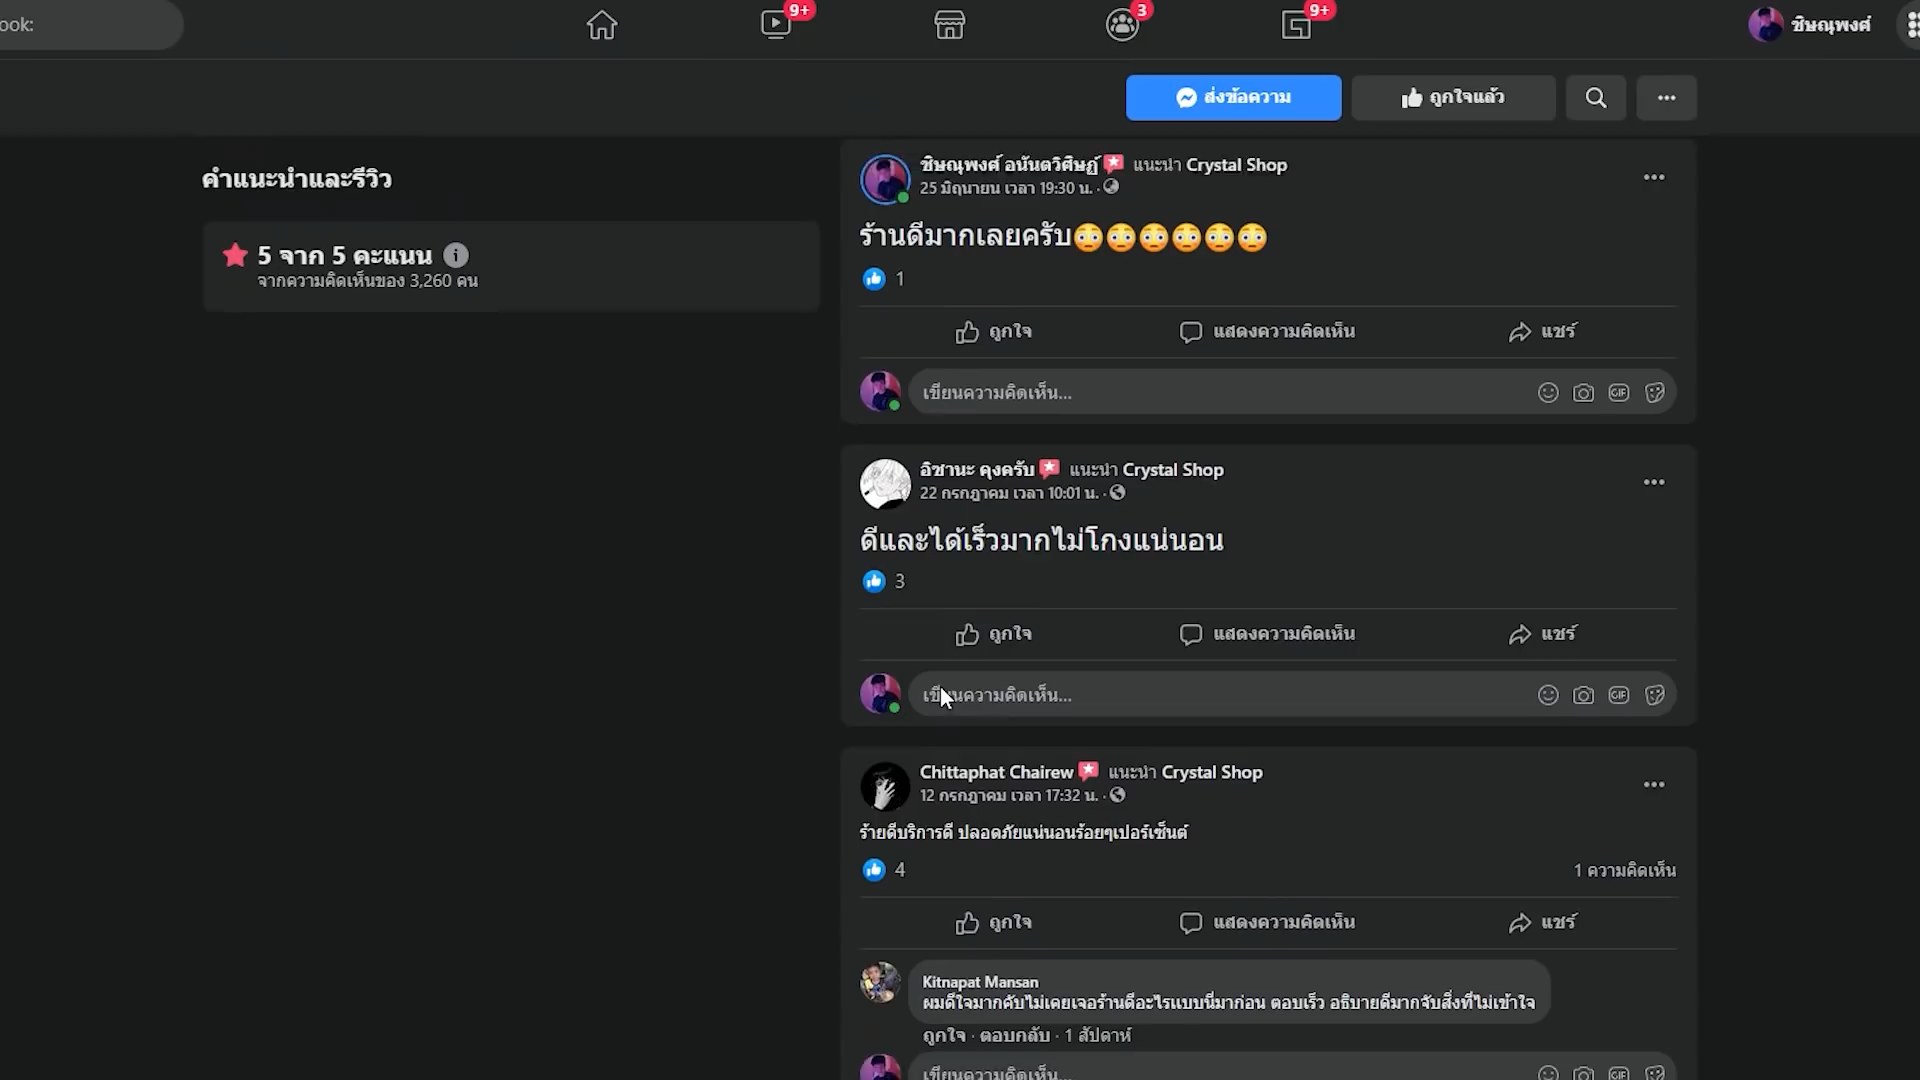 ook:
9+
3
9+
ชิษณุพงศ์
ส่งข้อความ
ถูกใจแล้ว
คำแนะนำและรีวิว
5 จาก 5 คะแนน
จากความคิดเห็นของ 3,260 คน
ชิษณุพงศ์ อนันตวิศิษฏ์ แนะนำ Crystal Shop
25 มิถุนายน เวลา 19:30 น. ·
ร้านดีมากเลยครับ😳😳😳😳😳😳
1
ถูกใจ
แสดงความคิดเห็น
แชร์
เขียนความคิดเห็น...
GIF
อิซานะ คุงครับ แนะนำ Crystal Shop
22 กรกฎาคม เวลา 10:01 น. ·
ดีและได้เร็วมากไม่โกงแน่นอน
3
ถูกใจ
แสดงความคิดเห็น
แชร์
เขียนความคิดเห็น...
GIF
Chittaphat Chairew แนะนำ Crystal Shop
12 กรกฎาคม เวลา 17:32 น. ·
ร้ายดีบริการดี ปลอดภัยแน่นอนร้อยๆเปอร์เซ็นต์
4
1 ความคิดเห็น
ถูกใจ
แสดงความคิดเห็น
แชร์
Kitnapat Mansan
ผมดีใจมากคับไม่เคยเจอร้านดีอะไรแบบนี่มาก่อน ตอบเร็ว อธิบายดีมากจับสิ่งที่ไม่เข้าใจ
ถูกใจ · ตอบกลับ · 1 สัปดาห์
เขียนความคิดเห็น...
GIF